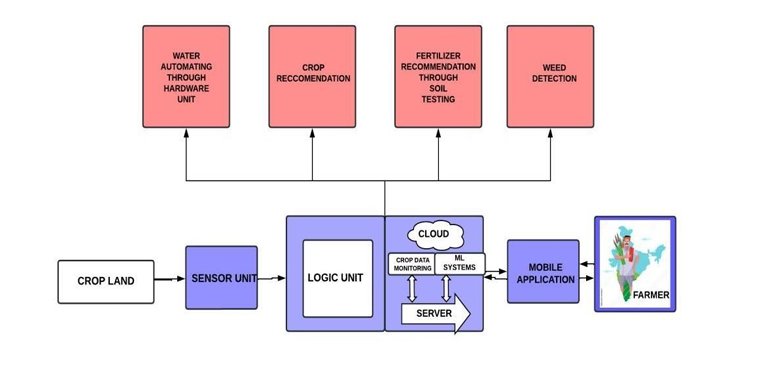 WATER
AUTOMATING
THROUGH
HARDWARE
UNIT
CROP
RECCOMENDATION
FERTILIZER
RECOMMENDATION
THROUGH
SOIL
TESTING
WEED
DETECTION
CROP LAND
SENSOR UNIT
LOGIC UNIT
CLOUD
CROP DATA
MONITORING
ML
SYSTEMS
SERVER
MOBILE
APPLICATION
FARMER